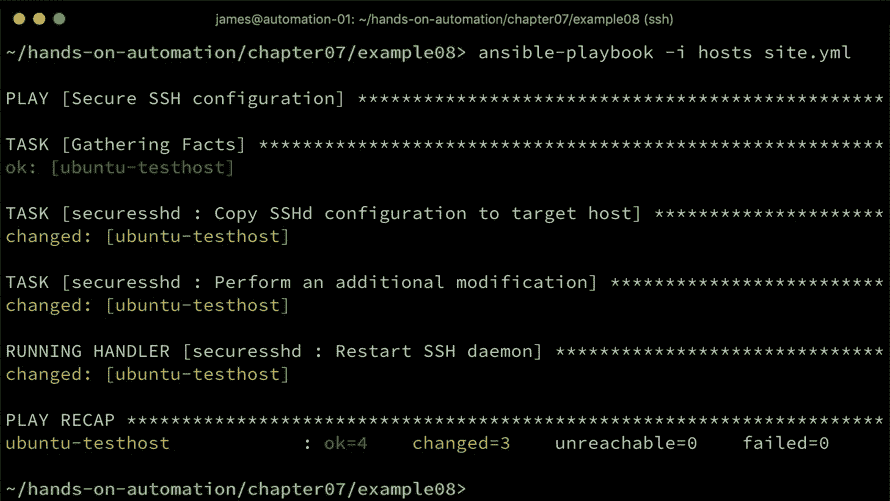 james@automation-01: ~/hands-on-automation/chapter07/example08 (ssh)
~/hands-on-automation/chapter07/example08> ansible-playbook -i hosts site.yml
PLAY [Secure SSH configuration] ************************************************
TASK [Gathering Facts] *********************************************************
ok: [ubuntu-testhost]
TASK [securesshd : Copy SSHd configuration to target host] *********************
changed: [ubuntu-testhost]
TASK [securesshd : Perform an additional modification] *************************
changed: [ubuntu-testhost]
RUNNING HANDLER [securesshd : Restart SSH daemon] ******************************
changed: [ubuntu-testhost]
PLAY RECAP *********************************************************************
ubuntu-testhost            : ok=4    changed=3    unreachable=0    failed=0
~/hands-on-automation/chapter07/example08>